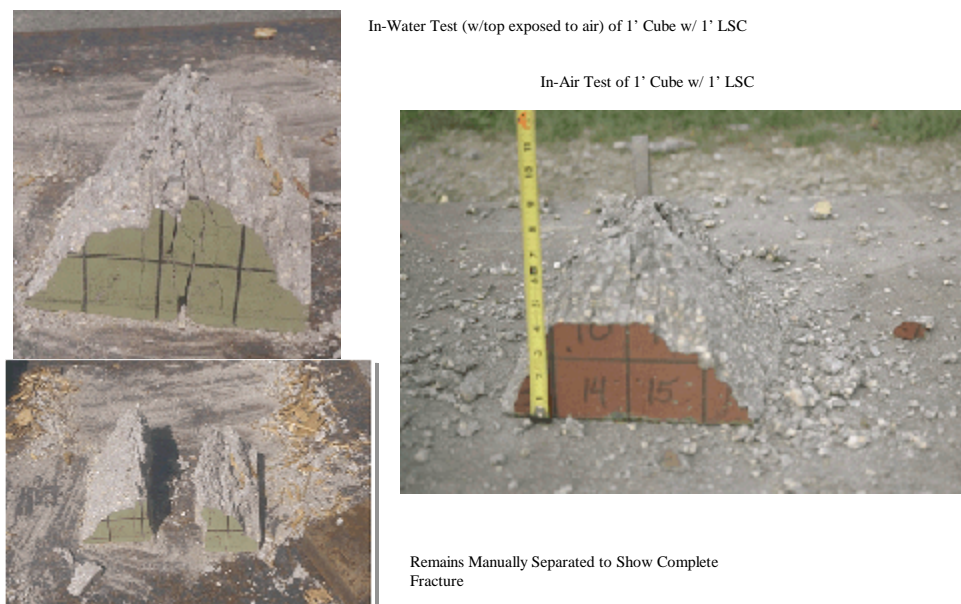 In-Water Test (w/top exposed to air) of 1’ Cube w/ 1’ LSC
In-Air Test of 1’ Cube w/ 1’ LSC
10
14 15
Remains Manually Separated to Show Complete
Fracture